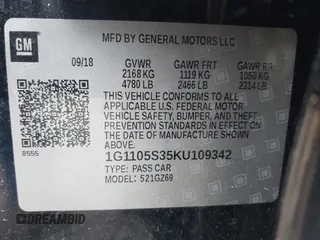 GM
MFD BY GENERAL MOTORS LLC
09/18 GVWR GAWR FRT GAWR RR
2168 KG 1119 KG 1050 KG
4780 LB 2466 LB 2314 LB
THIS VEHICLE CONFORMS TO ALL
APPLICABLE U.S. FEDERAL MOTOR
VEHICLE SAFETY, BUMPER, AND THEFT
PREVENTION STANDARDS IN EFFECT
ON THE DATE OF MANUFACTURE
SHOWN ABOVE.
8555
1G1105S35KU109342
TYPE: PASS CAR
MODEL: 521GZ69
DREAMBID